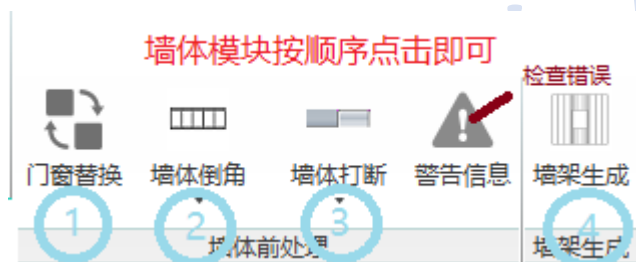 墙体模块按顺序点击即可
检查错误
门窗替换 墙体倒角 墙体打断 警告信息 墙架生成
1 2 3 4
墙体前处理 墙架生成